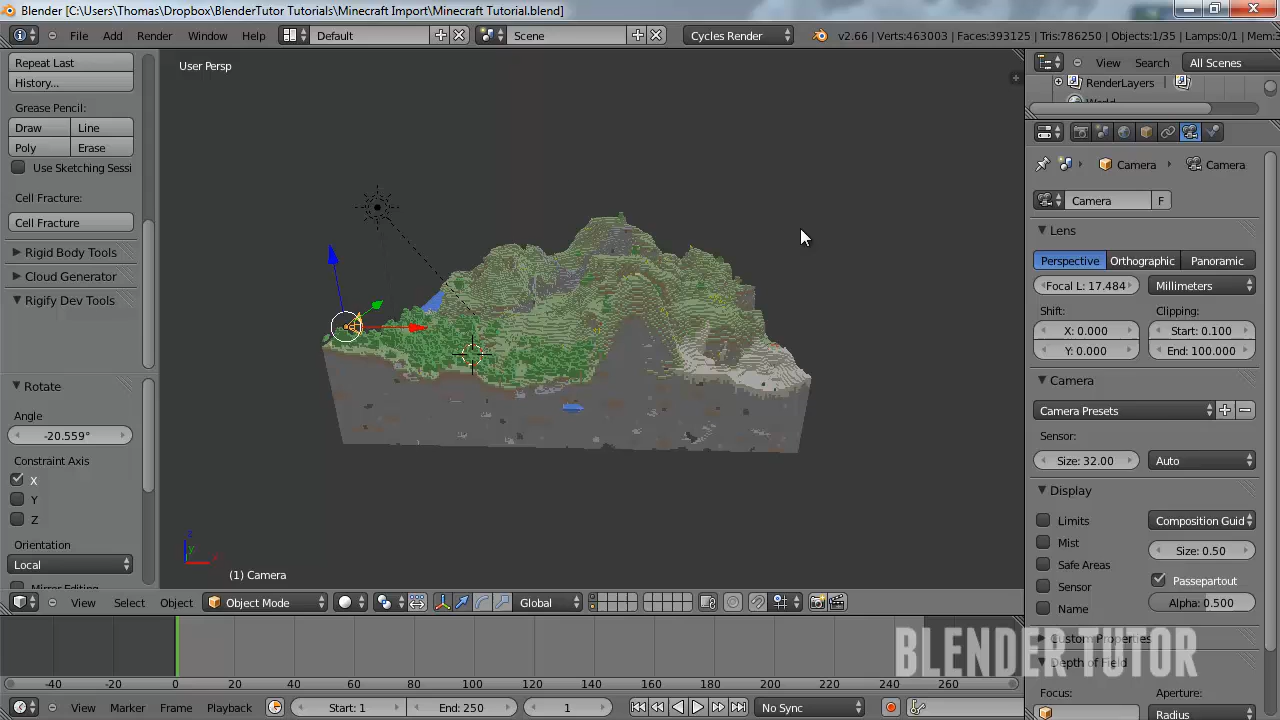 Blender [C:\Users\Thomas\Dropbox\BlenderTutor Tutorials\Minecraft Import\Minecraft Tutorial.blend]
File Add Render Window Help Default Scene Cycles Render v2.66 | Verts:463003 | Faces:393125 | Tris:786250 | Objects:1/35 | Lamps:0/1 | Mem:
Repeat Last
History...
Grease Pencil:
Draw Line
Poly Erase
Use Sketching Sessi
Cell Fracture:
Cell Fracture
Rigid Body Tools
Cloud Generator
Rigify Dev Tools
Rotate
Angle
-20.559°
Constraint Axis
X
Y
Z
Orientation
Local
Mirror Editing
User Persp
z
y
x
(1) Camera
View Select Object Object Mode Global
View Search All Scenes
RenderLayers |
World
Camera Camera
Camera F
Lens
Perspective Orthographic Panoramic
Focal L: 17.484 Millimeters
Shift: Clipping:
X: 0.000 Start: 0.100
Y: 0.000 End: 100.000
Camera
Camera Presets
Sensor:
Size: 32.00 Auto
Display
Limits Composition Guid
Mist Size: 0.50
Safe Areas
Sensor Passepartout
Name Alpha: 0.500
Custom Properties
Depth of Field
Focus: Aperture:
Radius
BLENDER TUTOR
-40 -20 0 20 40 60 80 100 120 140 160 180 200 220 240 260
View Marker Frame Playback Start: 1 End: 250 1 No Sync